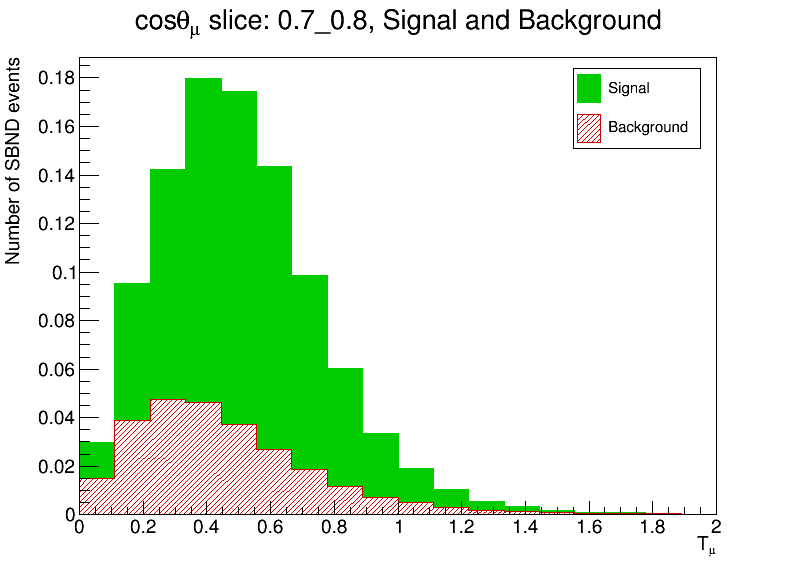 cosθμ slice: 0.7_0.8, Signal and Background
Number of SBND events
0.18
0.16
0.14
0.12
0.1
0.08
0.06
0.04
0.02
0
Signal
Background
0 0.2 0.4 0.6 0.8 1 1.2 1.4 1.6 1.8 2
Tμ